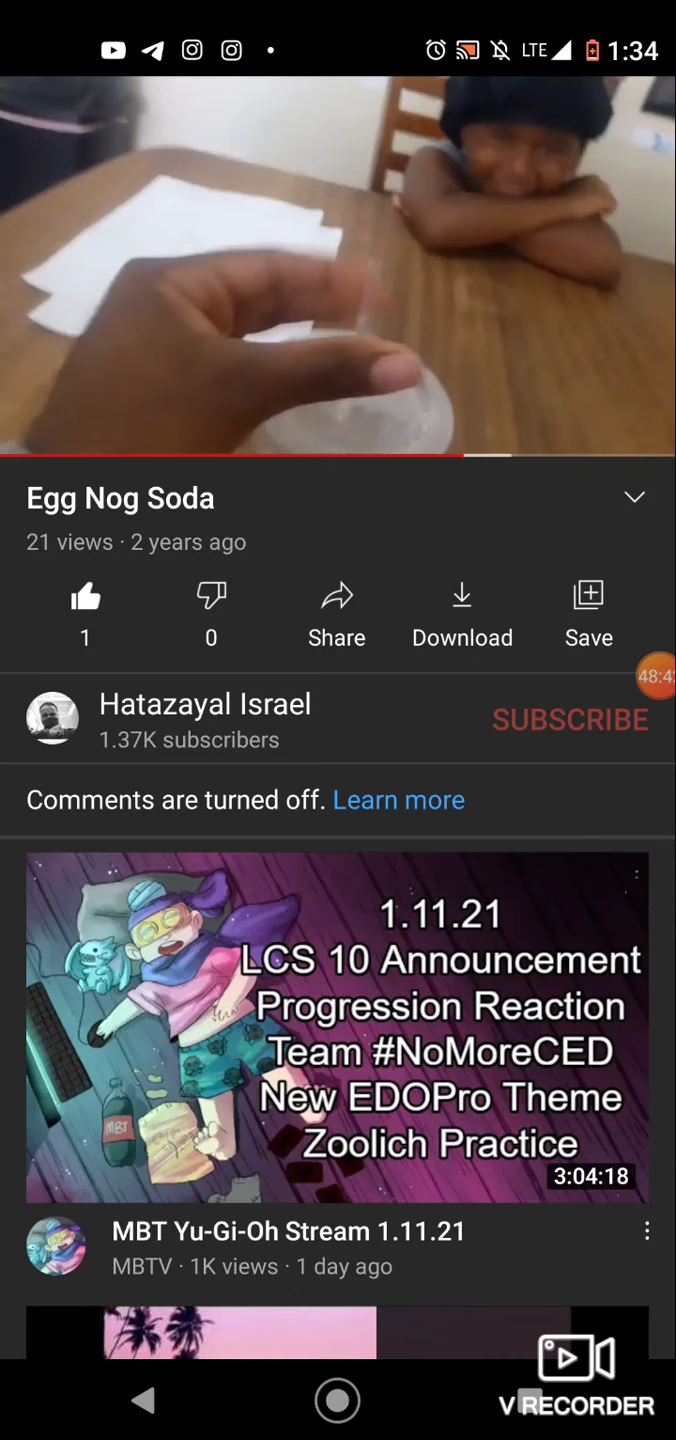 LTE 1:34
Egg Nog Soda
21 views · 2 years ago
1 0 Share Download Save
48:42
Hatazayal Israel
1.37K subscribers
SUBSCRIBE
Comments are turned off. Learn more
1.11.21
LCS 10 Announcement
Progression Reaction
Team #NoMoreCED
New EDOPro Theme
Zoolich Practice
MBT
3:04:18
MBT Yu-Gi-Oh Stream 1.11.21
MBTV · 1K views · 1 day ago
V RECORDER